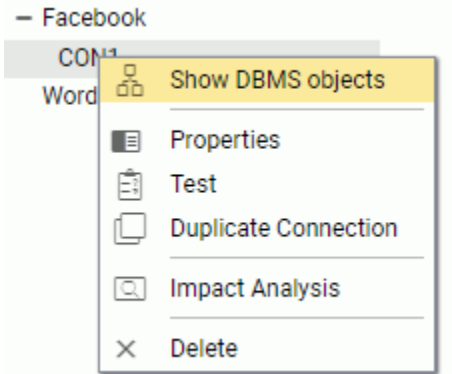 Facebook
CON1
Word
Show DBMS objects
Properties
Test
Duplicate Connection
Impact Analysis
Delete